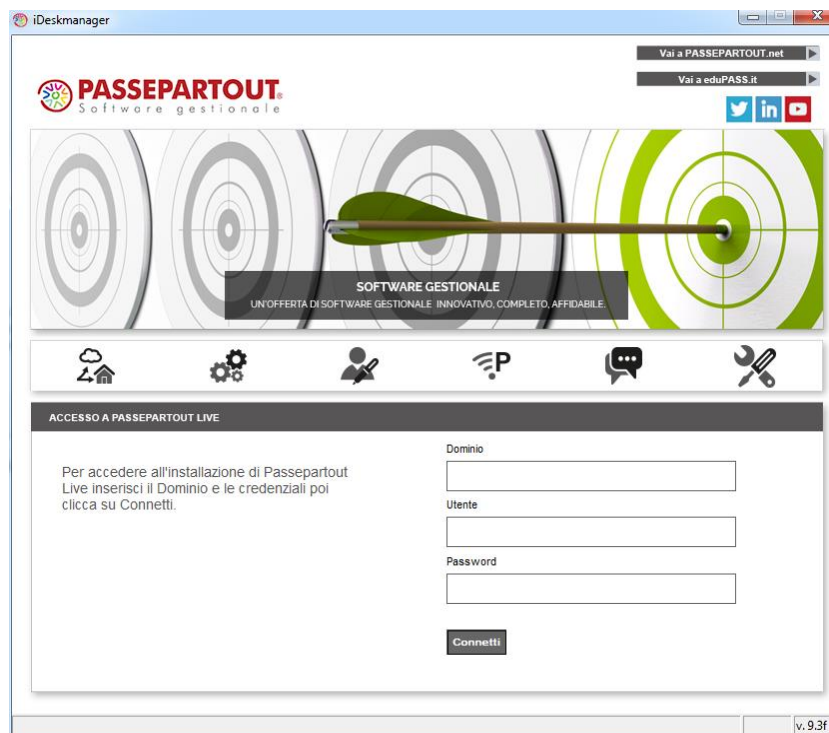 iDeskmanager
Vai a PASSEPARTOUT.net
Vai a eduPASS.it
PASSEPARTOUT®
Software gestionale
SOFTWARE GESTIONALE
UN'OFFERTA DI SOFTWARE GESTIONALE INNOVATIVO, COMPLETO, AFFIDABILE.
P
ACCESSO A PASSEPARTOUT LIVE
Per accedere all'installazione di Passepartout
Live inserisci il Dominio e le credenziali poi
clicca su Connetti.
Dominio
Utente
Password
Connetti
v. 9.3f